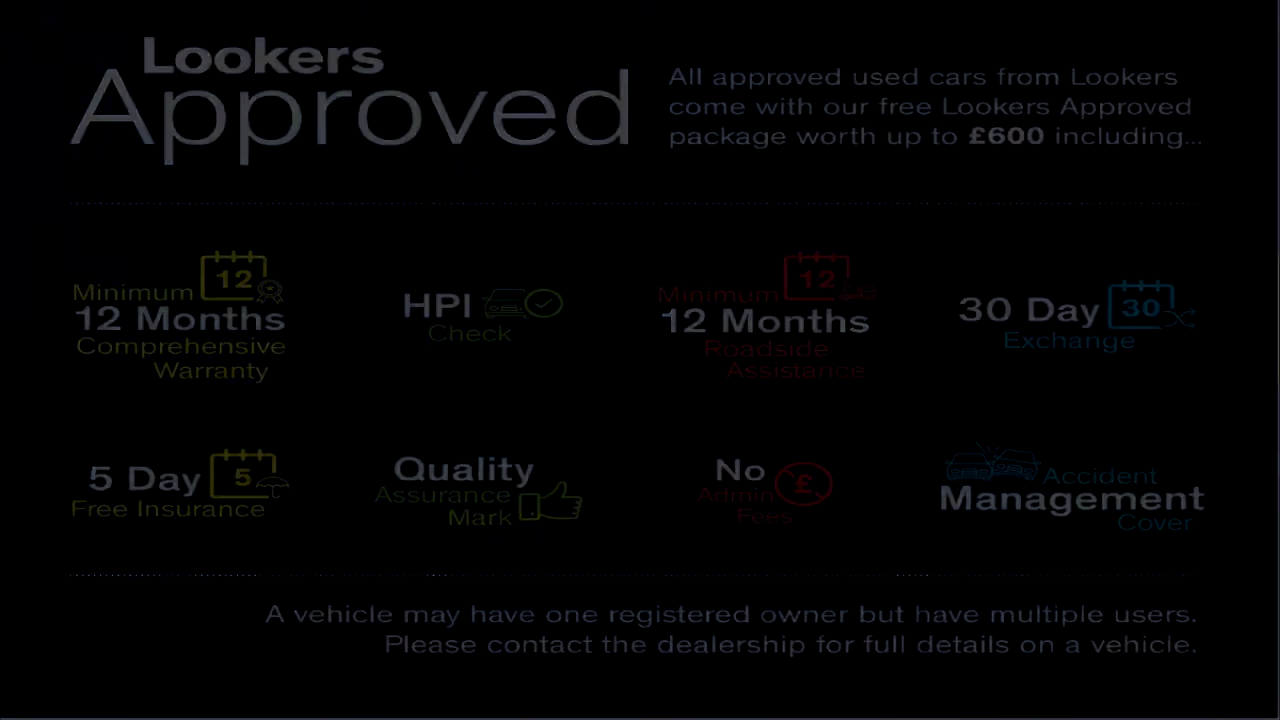 Lookers
Approved
All approved used cars from Lookers
come with our free Lookers Approved
package worth up to £600 including...
Minimum
12
12 Months
Comprehensive
Warranty
HPI
Check
Minimum
12
12 Months
Roadside
Assistance
30 Day
30
Exchange
5 Day
5
Free Insurance
Quality
Assurance
Mark
No
£
Admin
Fees
Accident
Management
Cover
A vehicle may have one registered owner but have multiple users.
Please contact the dealership for full details on a vehicle.